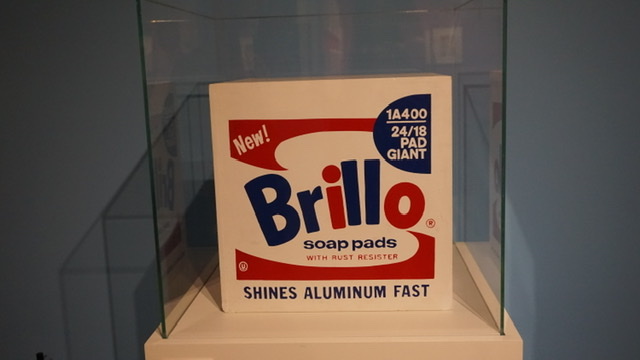 1A400
24/18
PAD
GIANT
New!
Brillo®
soap pads
WITH RUST RESISTER
U
SHINES ALUMINUM FAST